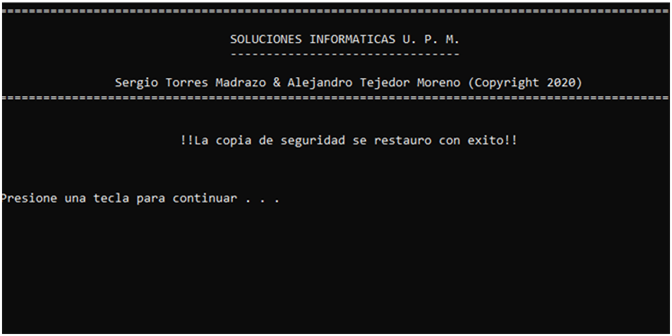 ================================================================================
SOLUCIONES INFORMATICAS U. P. M.
--------------------------------
Sergio Torres Madrazo & Alejandro Tejedor Moreno (Copyright 2020)
================================================================================
!!La copia de seguridad se restauro con exito!!
Presione una tecla para continuar . . .